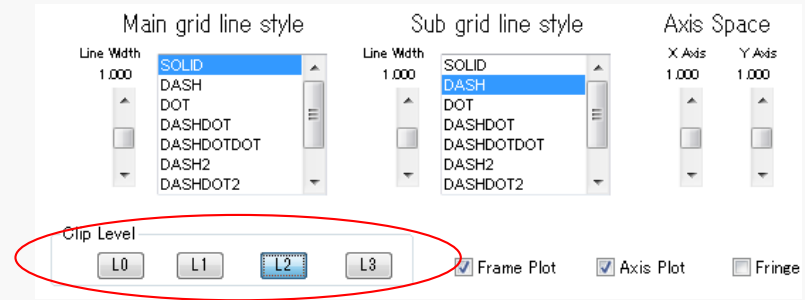 Main grid line style Sub grid line style Axis Space
Line Width Line Width X Axis Y Axis
1.000 1.000 1.000 1.000
SOLID SOLID
DASH DASH
DOT DOT
DASHDOT DASHDOT
DASHDOTDOT DASHDOTDOT
DASH2 DASH2
DASHDOT2 DASHDOT2
Clip Level
L0 L1 L2 L3 Frame Plot Axis Plot Fringe